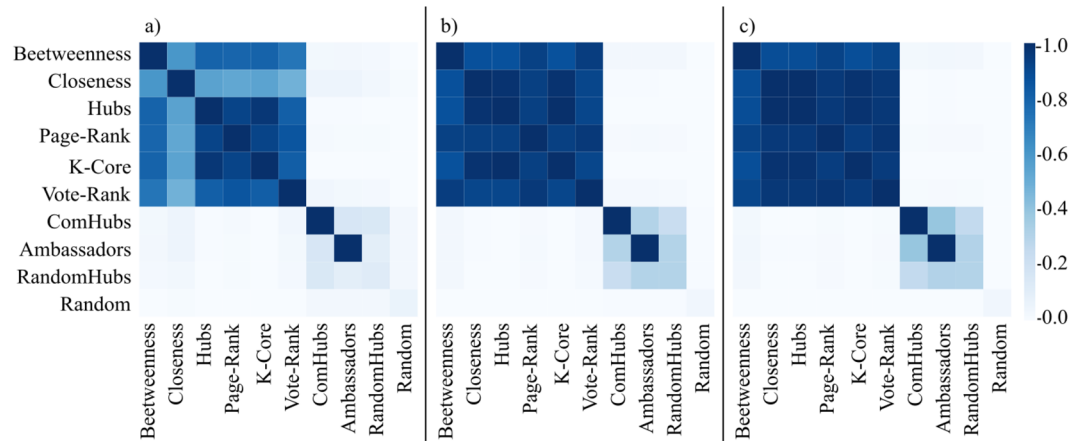 a)
b)
c)
Beetweenness
Closeness
Hubs
Page-Rank
K-Core
Vote-Rank
ComHubs
Ambassadors
RandomHubs
Random
-1.0
-0.8
-0.6
-0.4
-0.2
-0.0
Beetweenness
Closeness
Hubs
Page-Rank
K-Core
Vote-Rank
ComHubs
Ambassadors
RandomHubs
Random
Beetweenness
Closeness
Hubs
Page-Rank
K-Core
Vote-Rank
ComHubs
Ambassadors
RandomHubs
Random
Beetweenness
Closeness
Hubs
Page-Rank
K-Core
Vote-Rank
ComHubs
Ambassadors
RandomHubs
Random